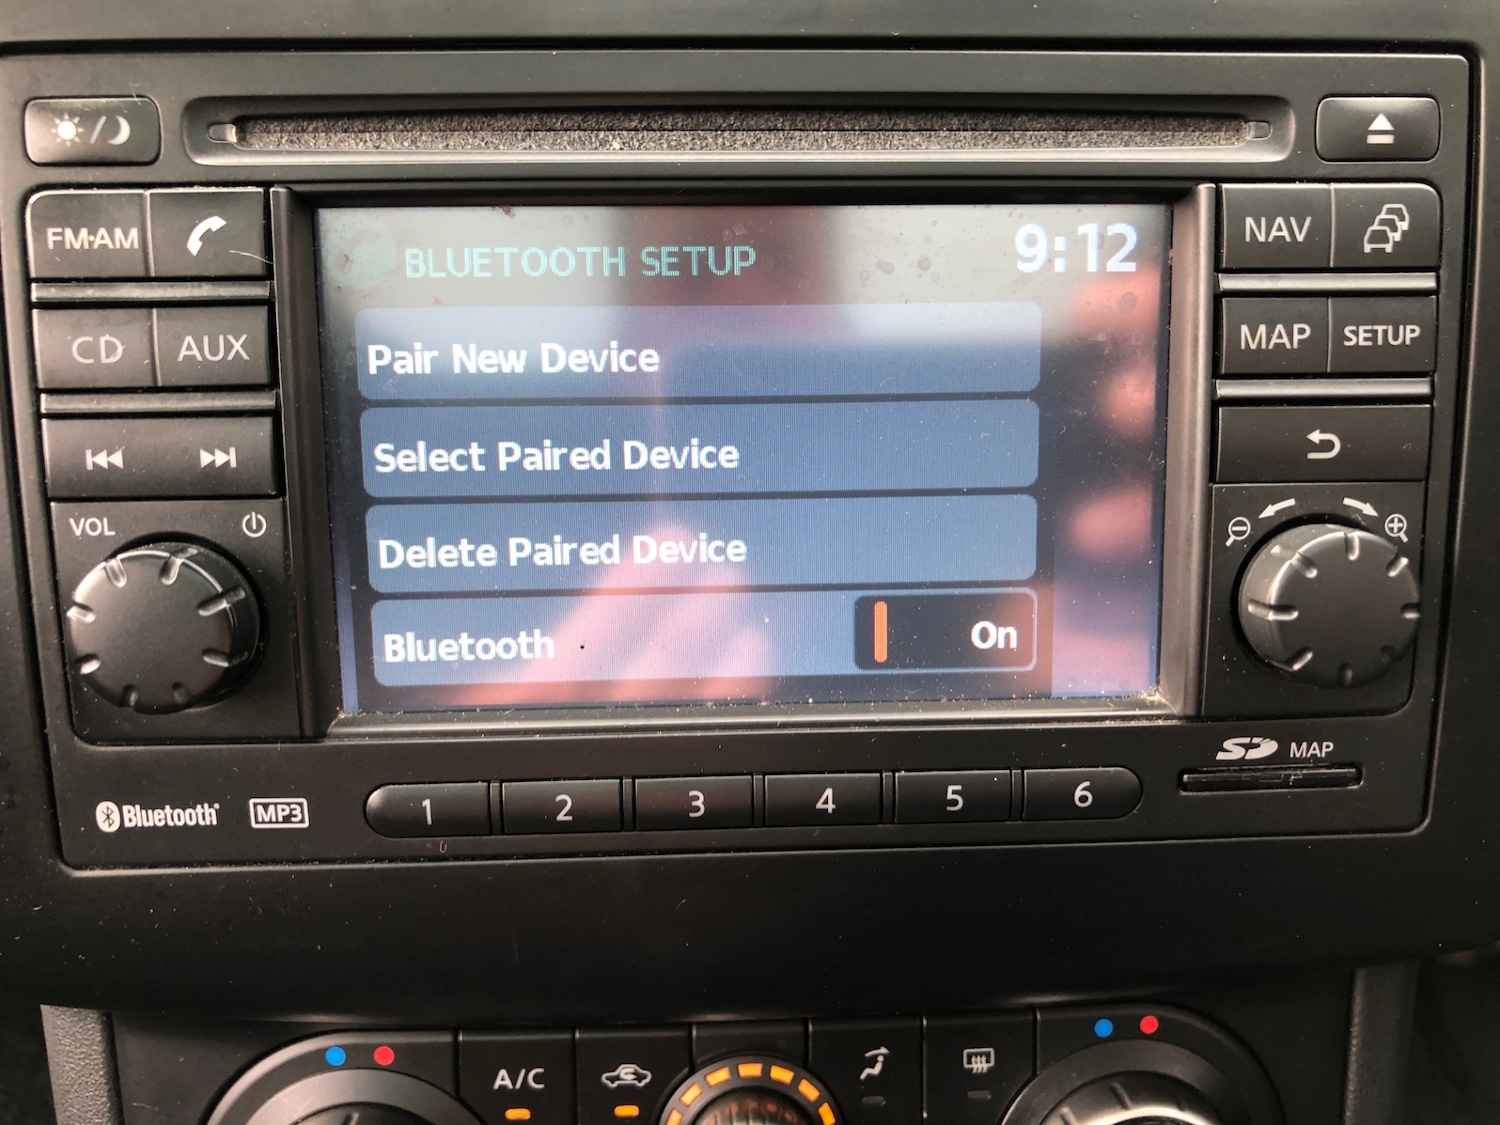 FM·AM
CD
AUX
VOL
BLUETOOTH SETUP
9:12
Pair New Device
Select Paired Device
Delete Paired Device
Bluetooth
On
NAV
MAP
SETUP
SD MAP
Bluetooth
MP3
1 2 3 4 5 6
A/C